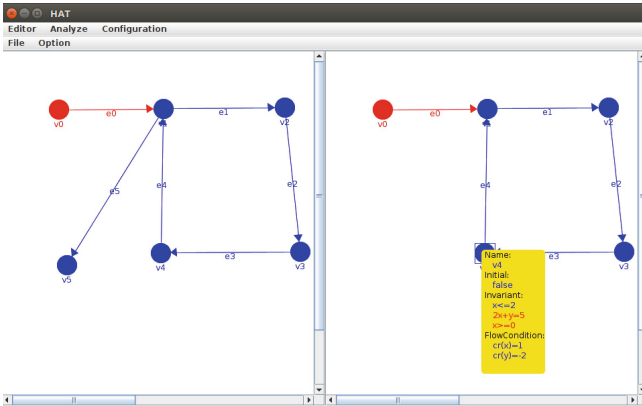 HAT
Editor Analyze Configuration
File Option
v0 e0 e1 v2
e5 e4 e2
v5 v4 e3 v3
v0 e0 e1 v2
e4 e2
e3 v3
Name:
v4
Initial:
false
Invariant:
x<=2
2x+y=5
x>=0
FlowCondition:
cr(x)=1
cr(y)=-2